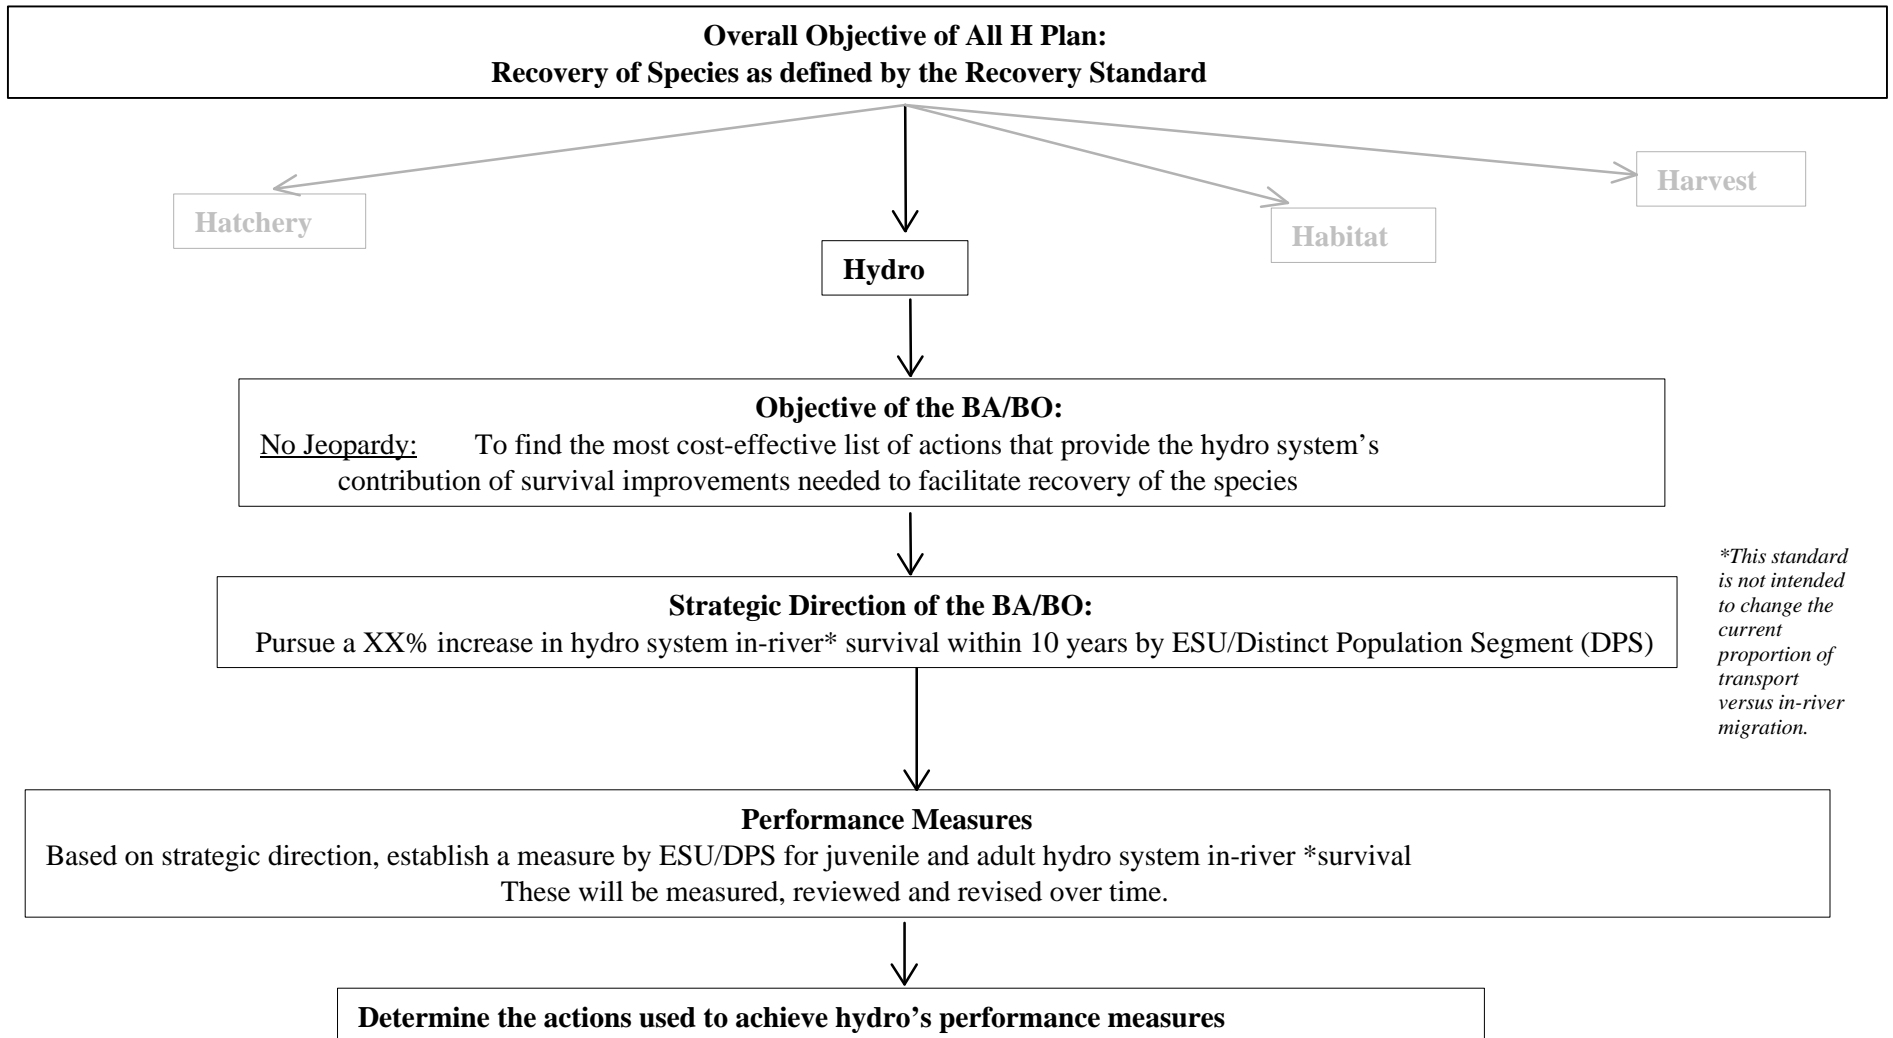 Overall Objective of All H Plan:
Recovery of Species as defined by the Recovery Standard
Hatchery
Hydro
Habitat
Harvest
Objective of the BA/BO:
No Jeopardy: To find the most cost-effective list of actions that provide the hydro system’s
contribution of survival improvements needed to facilitate recovery of the species
Strategic Direction of the BA/BO:
Pursue a XX% increase in hydro system in-river* survival within 10 years by ESU/Distinct Population Segment (DPS)
*This standard
is not intended
to change the
current
proportion of
transport
versus in-river
migration.
Performance Measures
Based on strategic direction, establish a measure by ESU/DPS for juvenile and adult hydro system in-river *survival
These will be measured, reviewed and revised over time.
Determine the actions used to achieve hydro’s performance measures